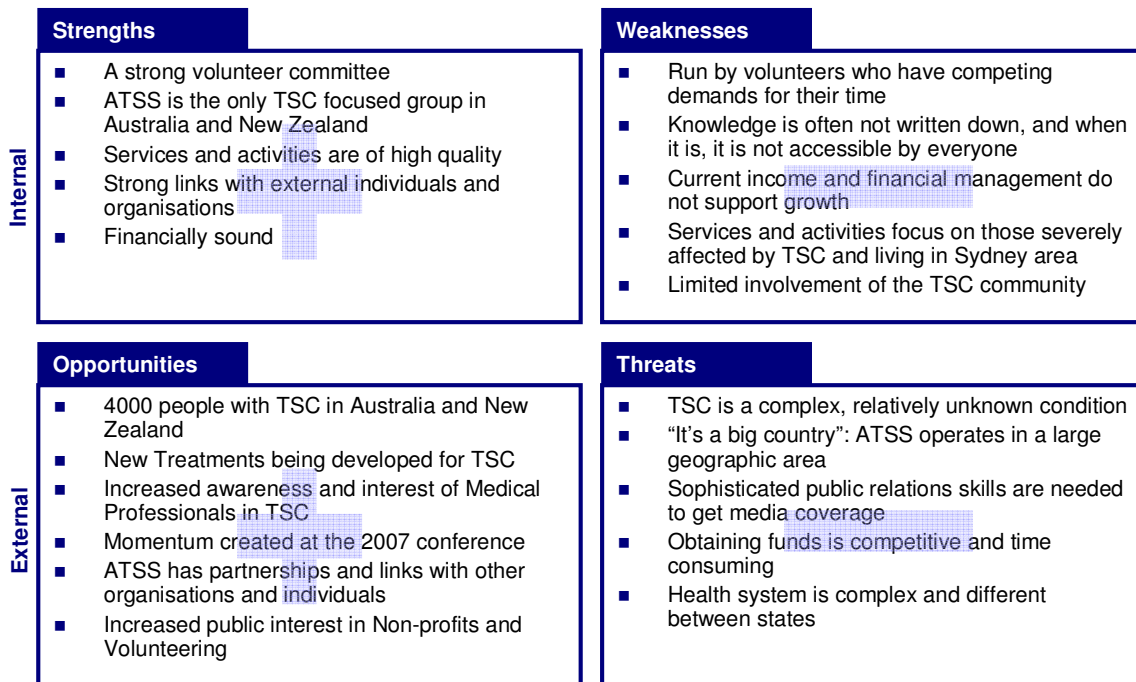 Strengths
■ A strong volunteer committee
■ ATSS is the only TSC focused group in
Australia and New Zealand
■ Services and activities are of high quality
■ Strong links with external individuals and
organisations
■ Financially sound
Internal
Weaknesses
■ Run by volunteers who have competing
demands for their time
■ Knowledge is often not written down, and when
it is, it is not accessible by everyone
■ Current income and financial management do
not support growth
■ Services and activities focus on those severely
affected by TSC and living in Sydney area
■ Limited involvement of the TSC community
Opportunities
■ 4000 people with TSC in Australia and New
Zealand
■ New Treatments being developed for TSC
■ Increased awareness and interest of Medical
Professionals in TSC
■ Momentum created at the 2007 conference
■ ATSS has partnerships and links with other
organisations and individuals
■ Increased public interest in Non-profits and
Volunteering
External
Threats
■ TSC is a complex, relatively unknown condition
■ “It’s a big country”: ATSS operates in a large
geographic area
■ Sophisticated public relations skills are needed
to get media coverage
■ Obtaining funds is competitive and time
consuming
■ Health system is complex and different
between states